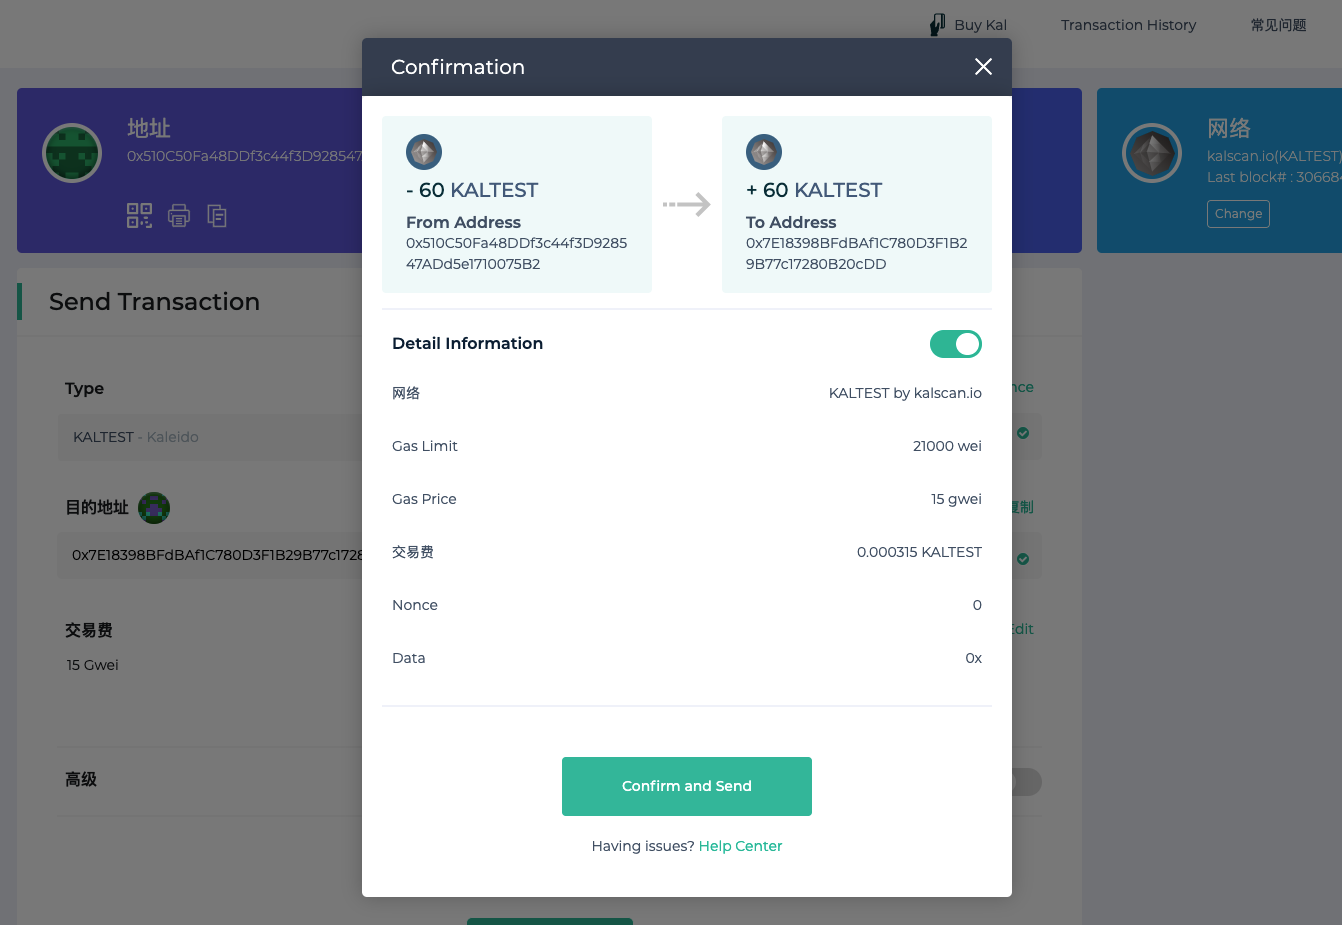 Buy Kal
Transaction History
常见问题
Confirmation
地址
0x510C50Fa48DDf3c44f3D928547
网络
kalscan.io(KALTEST)
Last block# : 30668
Change
- 60 KALTEST
From Address
0x510C50Fa48DDf3c44f3D9285
47ADd5e1710075B2
+ 60 KALTEST
To Address
0x7E18398BFdBAf1C780D3F1B2
9B77c17280B20cDD
Send Transaction
Detail Information
Type
KALTEST - Kaleido
网络
KALTEST by kalscan.io
Gas Limit
21000 wei
Gas Price
15 gwei
目的地址
复制
0x7E18398BFdBAf1C780D3F1B29B77c1728
交易费
0.000315 KALTEST
Nonce
0
交易费
Edit
15 Gwei
Data
0x
高级
Confirm and Send
Having issues? Help Center